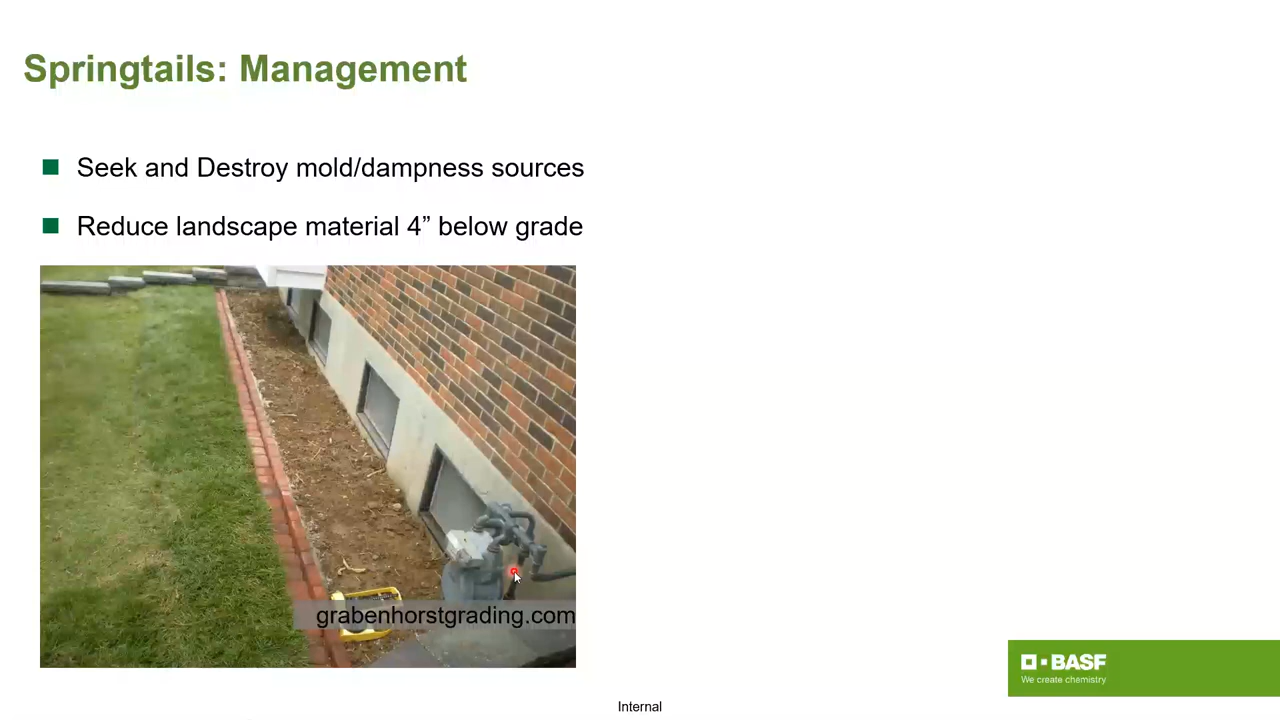 Springtails: Management
Seek and Destroy mold/dampness sources
Reduce landscape material 4” below grade
grabenhorstgrading.com
BASF
We create chemistry
Internal